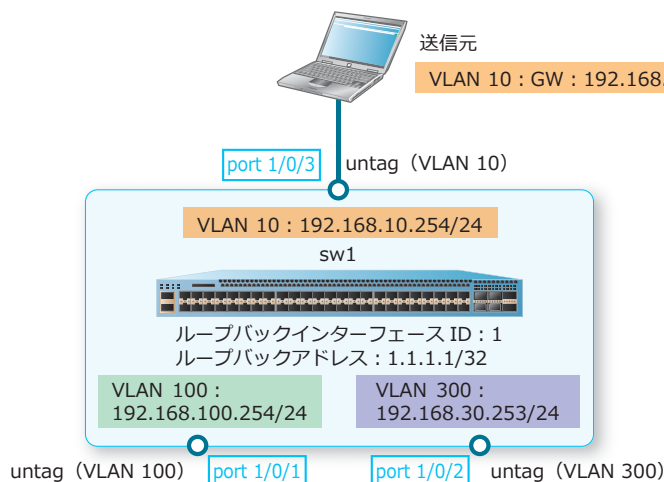 送信元
VLAN 10：GW：192.168.
port 1/0/3
untag（VLAN 10）
VLAN 10：192.168.10.254/24
sw1
ループバックインターフェース ID：1
ループバックアドレス：1.1.1.1/32
VLAN 100：
192.168.100.254/24
VLAN 300：
192.168.30.253/24
untag（VLAN 100）
port 1/0/1
port 1/0/2
untag（VLAN 300）